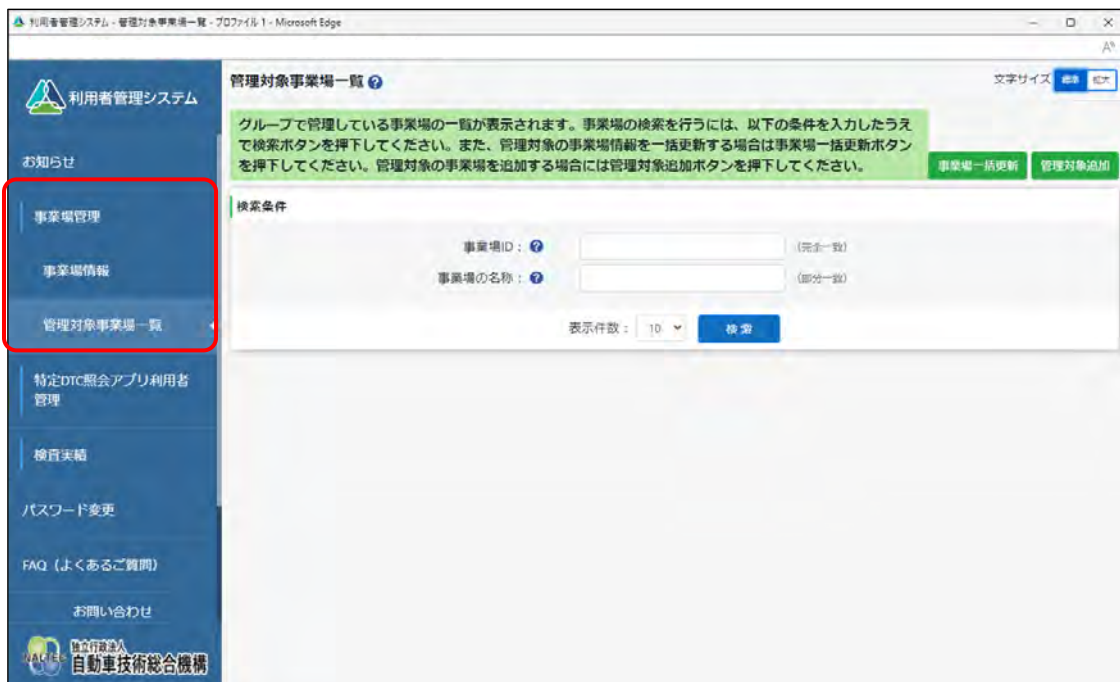 利用者管理システム - 管理対象事業場一覧 - プロファイル 1 - Microsoft Edge
利用者管理システム
管理対象事業場一覧
文字サイズ 標準 拡大
グループで管理している事業場の一覧が表示されます。事業場の検索を行うには、以下の条件を入力したうえ
で検索ボタンを押下してください。また、管理対象の事業場情報を一括更新する場合は事業場一括更新ボタン
を押下してください。管理対象の事業場を追加する場合には管理対象追加ボタンを押下してください。
事業場一括更新 管理対象追加
お知らせ
事業場管理
事業場情報
管理対象事業場一覧
特定DTC照会アプリ利用者
管理
検査実績
パスワード変更
FAQ（よくあるご質問）
お問い合わせ
NALTEC 独立行政法人
自動車技術総合機構
検索条件
事業場ID： (完全一致)
事業場の名称： (部分一致)
表示件数： 10 検索